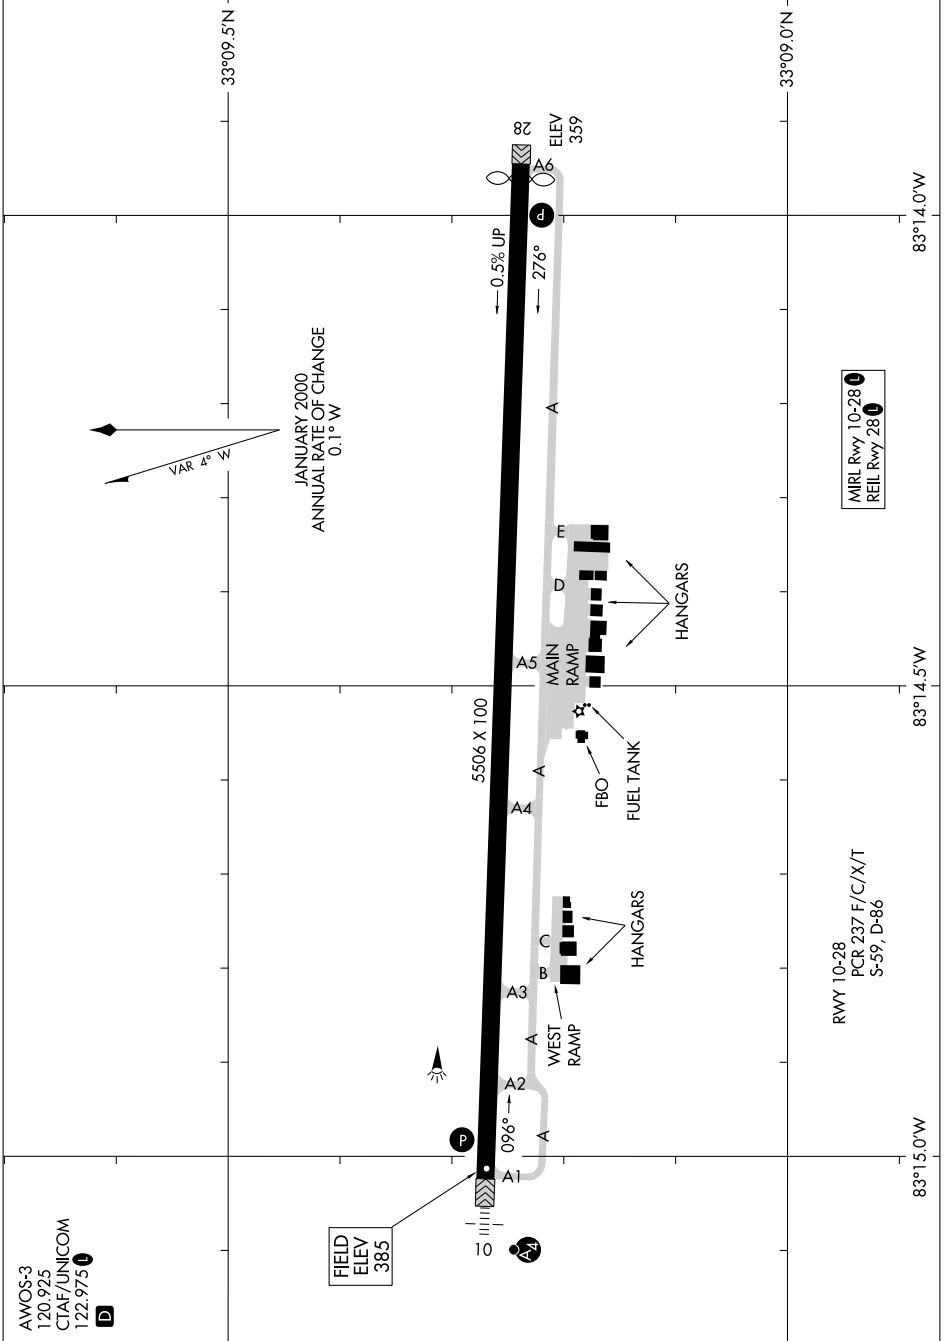 AWOS-3
120.925
CTAF/UNICOM
122.975 L
D
33°09.5'N
33°09.0'N
VAR 4° W
JANUARY 2000
ANNUAL RATE OF CHANGE
0.1° W
FIELD
ELEV
385
10
A4
P
5506 X 100
0.5% UP
276°
096°
28
ELEV
359
P
A1
A
A2
A
A3
B
C
A4
A
A5
D
E
A
A6
WEST
RAMP
HANGARS
MAIN
RAMP
FBO
FUEL TANK
HANGARS
RWY 10-28
PCR 237 F/C/X/T
S-59, D-86
MIRL Rwy 10-28 L
REIL Rwy 28 L
83°15.0'W
83°14.5'W
83°14.0'W